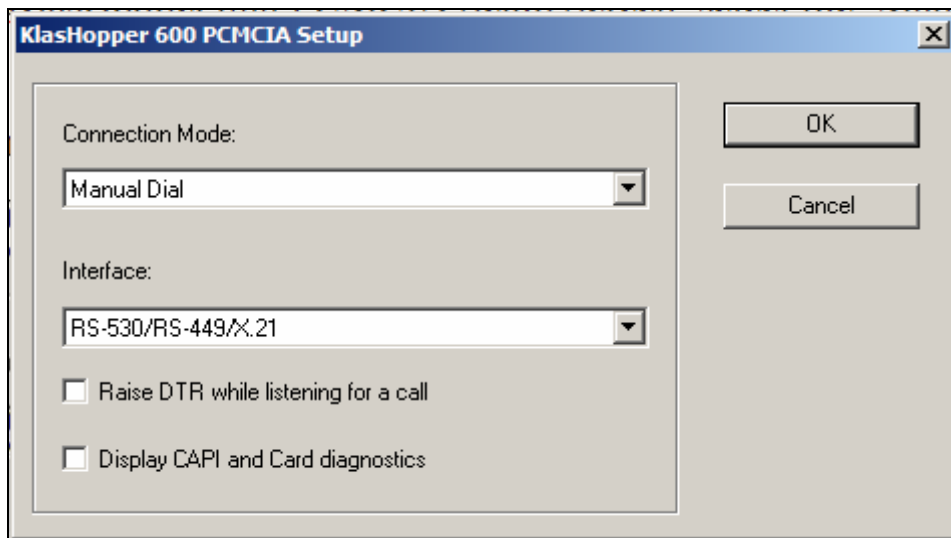 KlasHopper 600 PCMCIA Setup
Connection Mode:
Manual Dial
Interface:
RS-530/RS-449/X.21
Raise DTR while listening for a call
Display CAPI and Card diagnostics
OK
Cancel